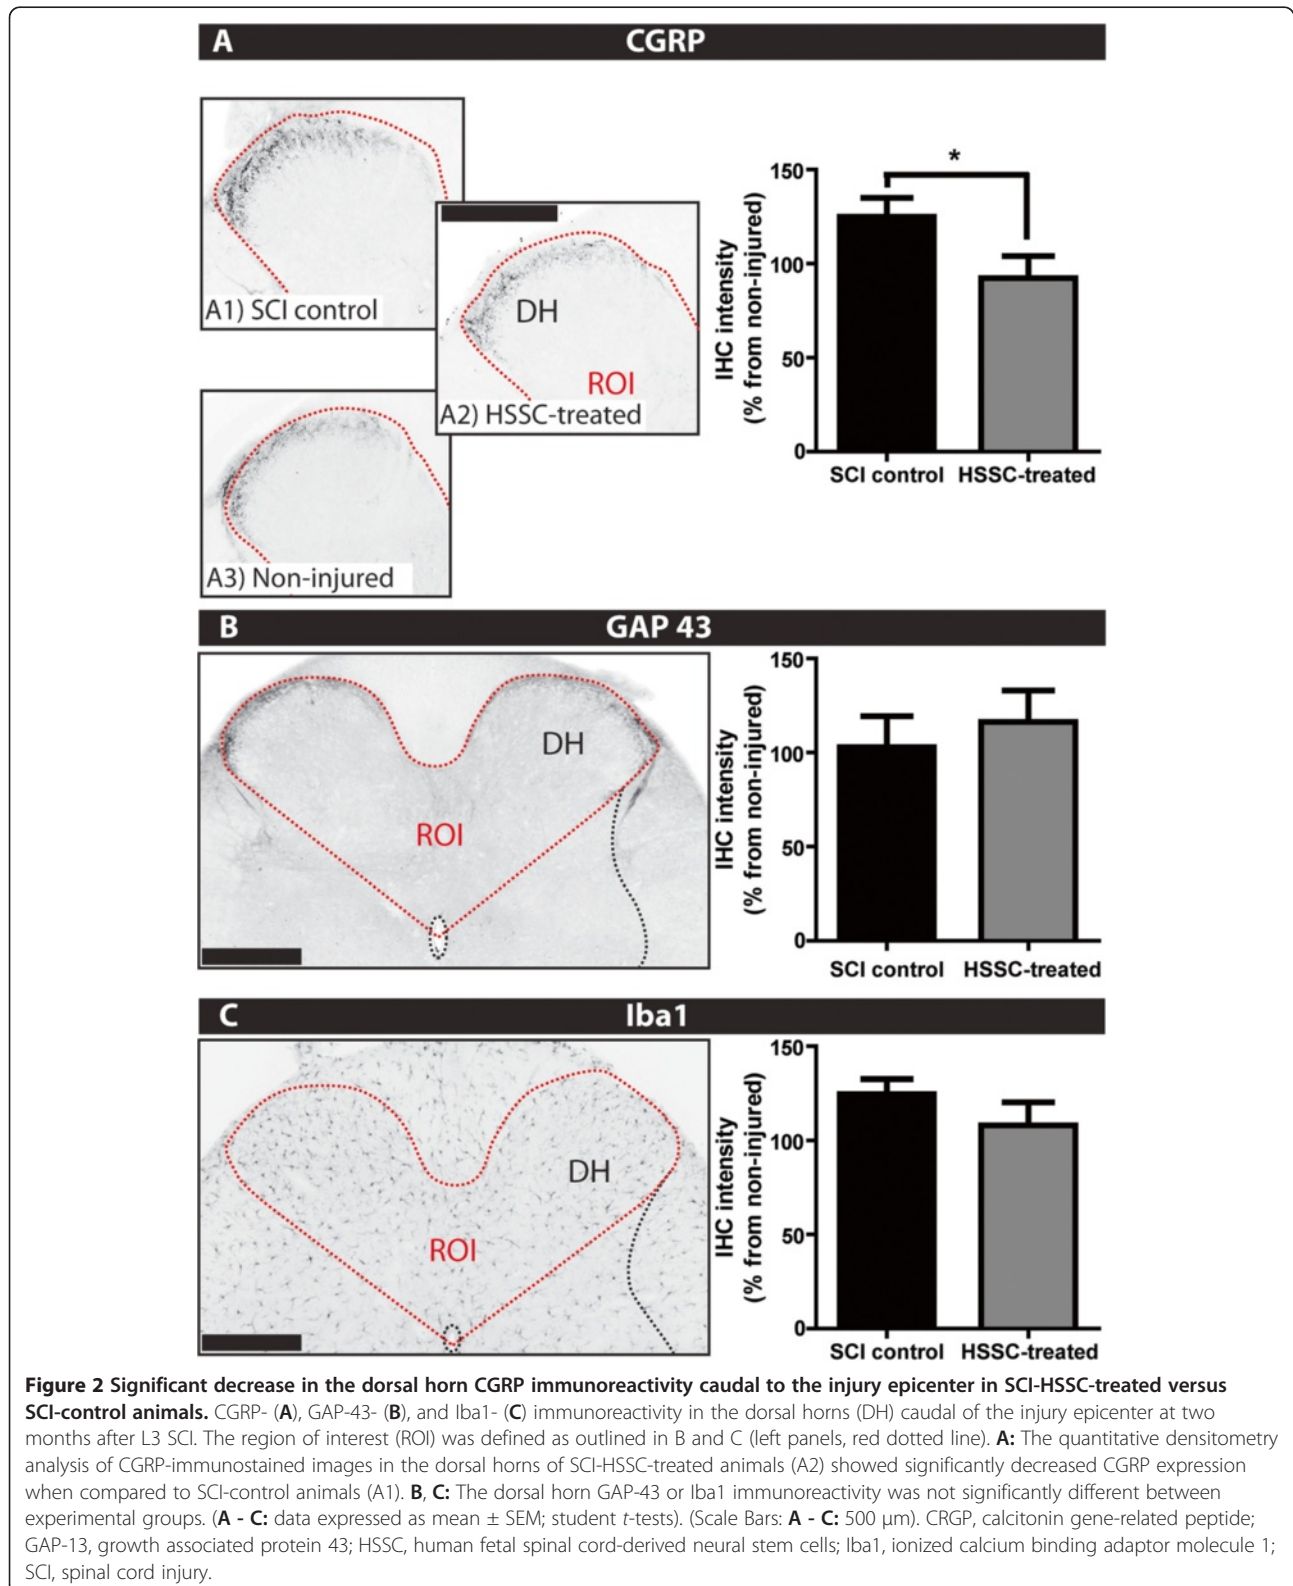 A CGRP
A1) SCI control
DH
ROI
A2) HSSC-treated
A3) Non-injured
IHC intensity
(% from non-injured)
150
100
50
0
*
SCI control HSSC-treated
B GAP 43
DH
ROI
IHC intensity
(% from non-injured)
150
100
50
0
SCI control HSSC-treated
C Iba1
DH
ROI
IHC intensity
(% from non-injured)
150
100
50
0
SCI control HSSC-treated
Figure 2 Significant decrease in the dorsal horn CGRP immunoreactivity caudal to the injury epicenter in SCI-HSSC-treated versus
SCI-control animals. CGRP- (A), GAP-43- (B), and Iba1- (C) immunoreactivity in the dorsal horns (DH) caudal of the injury epicenter at two
months after L3 SCI. The region of interest (ROI) was defined as outlined in B and C (left panels, red dotted line). A: The quantitative densitometry
analysis of CGRP-immunostained images in the dorsal horns of SCI-HSSC-treated animals (A2) showed significantly decreased CGRP expression
when compared to SCI-control animals (A1). B, C: The dorsal horn GAP-43 or Iba1 immunoreactivity was not significantly different between
experimental groups. (A - C: data expressed as mean ± SEM; student t-tests). (Scale Bars: A - C: 500 μm). CRGP, calcitonin gene-related peptide;
GAP-13, growth associated protein 43; HSSC, human fetal spinal cord-derived neural stem cells; Iba1, ionized calcium binding adaptor molecule 1;
SCI, spinal cord injury.